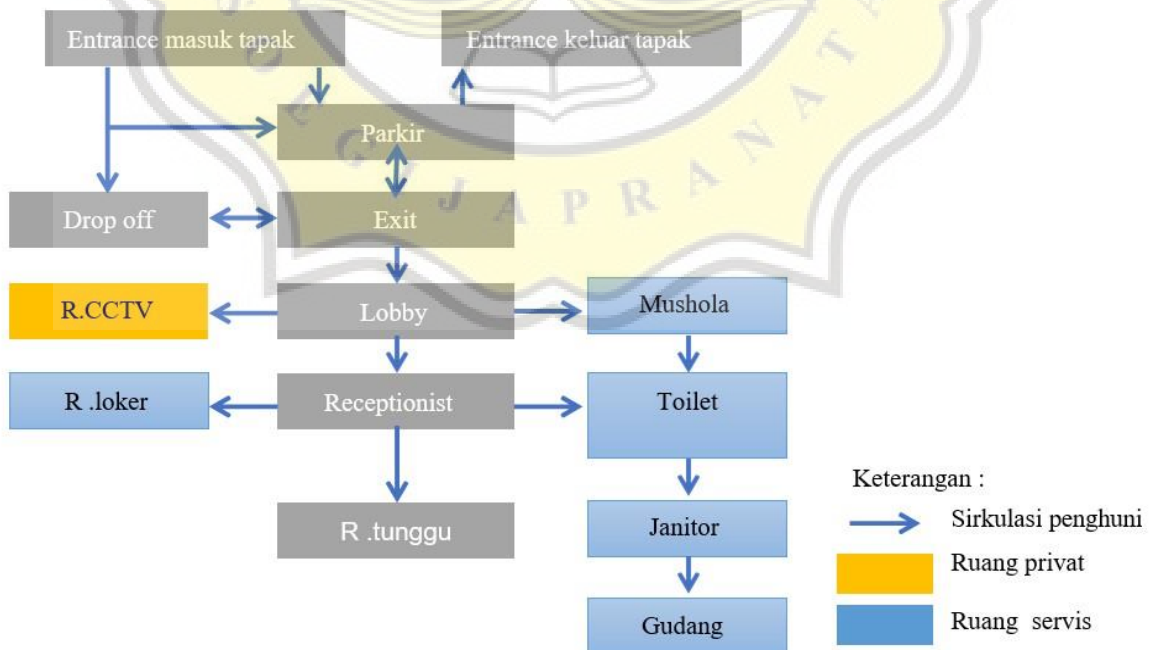 Entrance masuk tapak
Entrance keluar tapak
Parkir
Drop off
Exit
R.CCTV
Lobby
Mushola
R .loker
Receptionist
Toilet
R .tunggu
Janitor
Gudang
Keterangan :
Sirkulasi penghuni
Ruang privat
Ruang servis
SOEGIJAPRANATA